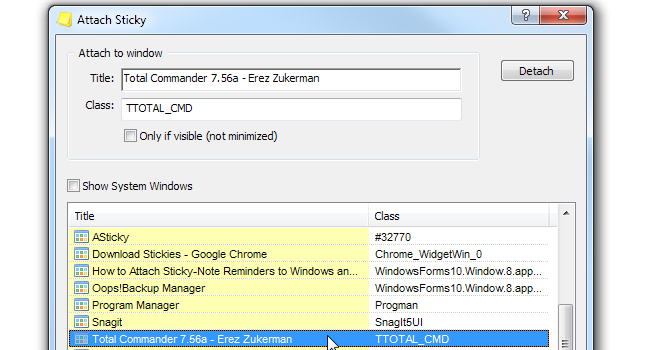 Attach Sticky
Attach to window
Title: Total Commander 7.56a - Erez Zukerman
Detach
Class: TTOTAL_CMD
Only if visible (not minimized)
Show System Windows
Title Class
ASticky #32770
Download Stickies - Google Chrome Chrome_WidgetWin_0
How to Attach Sticky-Note Reminders to Windows an... WindowsForms10.Window.8.app...
Oops!Backup Manager WindowsForms10.Window.8.app...
Program Manager Progman
Snagit SnagIt5UI
Total Commander 7.56a - Erez Zukerman TTOTAL_CMD